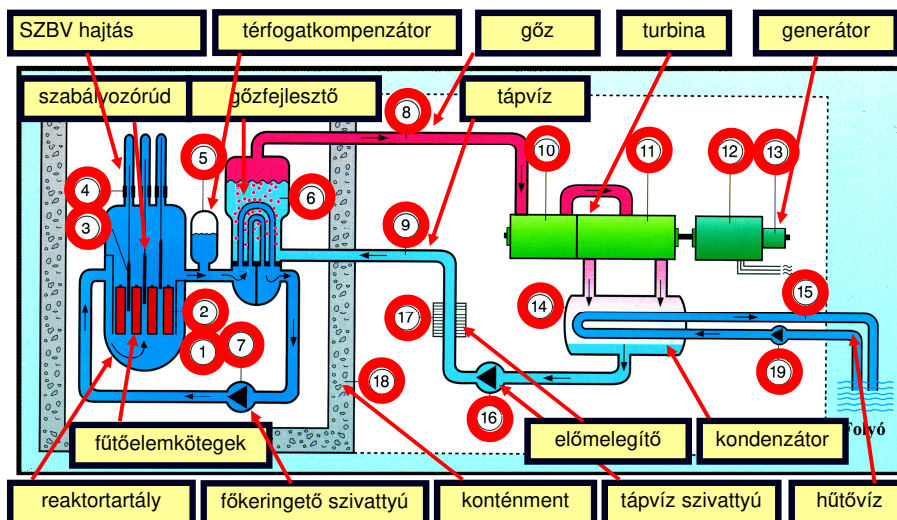 SZBV hajtás
térfogatkompenzátor
gőz
turbina
generátor
szabályozórúd
gőzfejlesztő
tápvíz
8
5
10
11
12
13
4
6
3
9
15
14
2
17
1
7
18
19
16
fűtőelemkötegek
előmelegítő
kondenzátor
Folyó
reaktortartály
főkeringető szivattyú
konténment
tápvíz szivattyú
hűtővíz